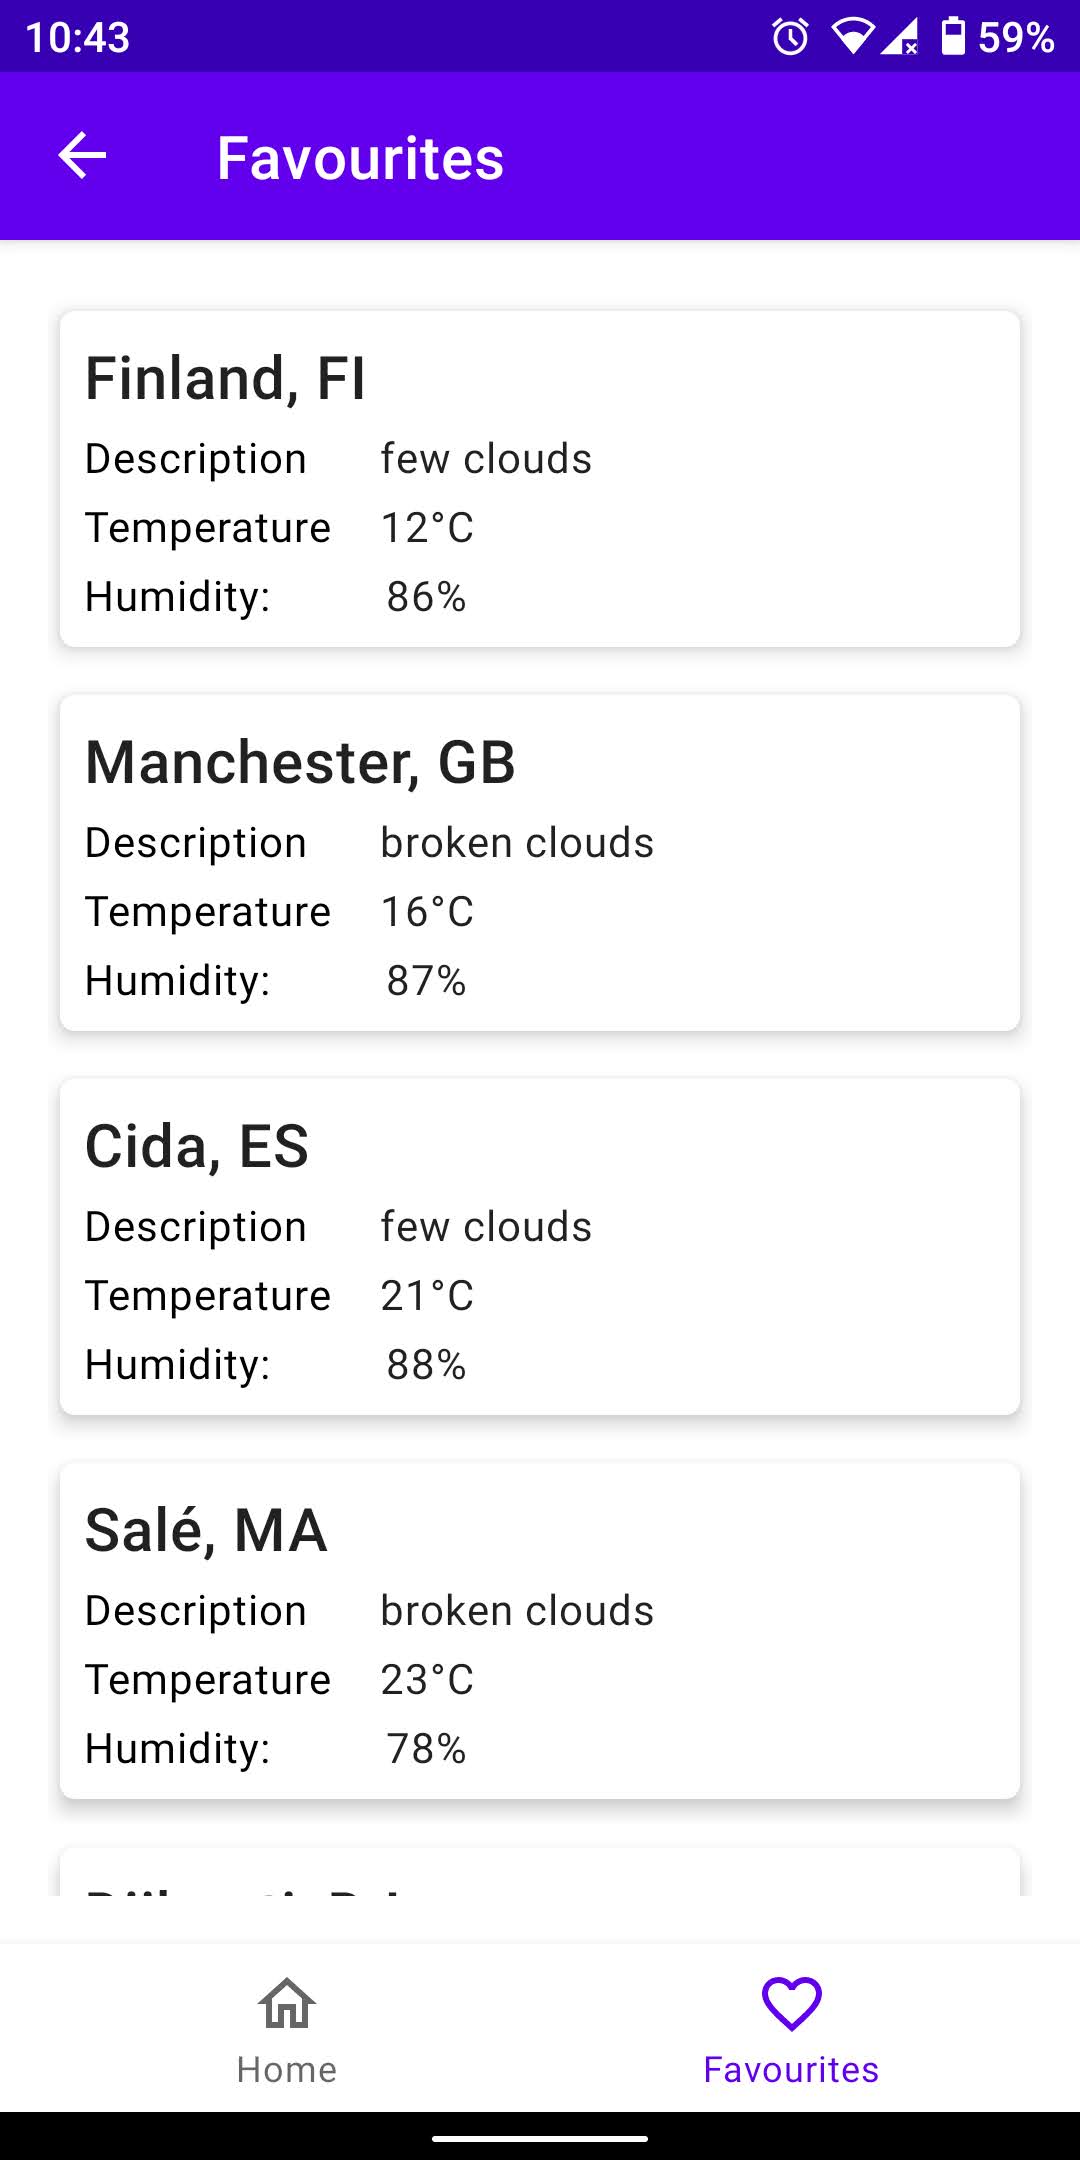 10:43 59%
Favourites
Finland, FI
Description few clouds
Temperature 12°C
Humidity: 86%
Manchester, GB
Description broken clouds
Temperature 16°C
Humidity: 87%
Cida, ES
Description few clouds
Temperature 21°C
Humidity: 88%
Salé, MA
Description broken clouds
Temperature 23°C
Humidity: 78%
Home Favourites